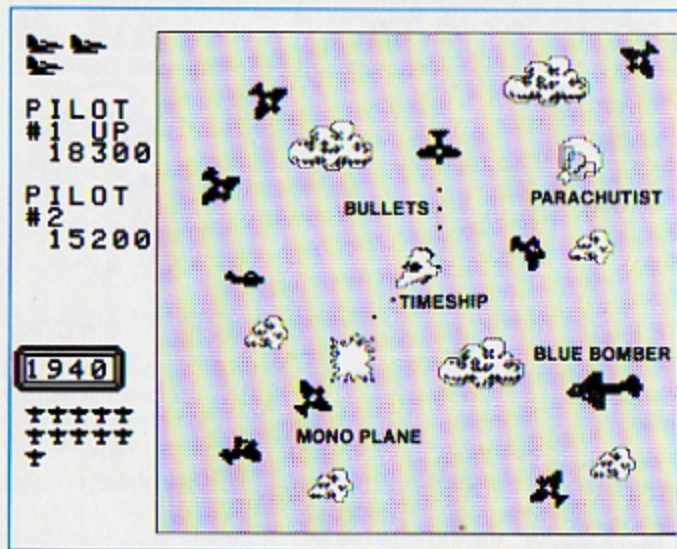 PILOT
#1 UP
18300
PILOT
#2
15200
1940
BULLETS
PARACHUTIST
TIMESHIP
BLUE BOMBER
MONO PLANE